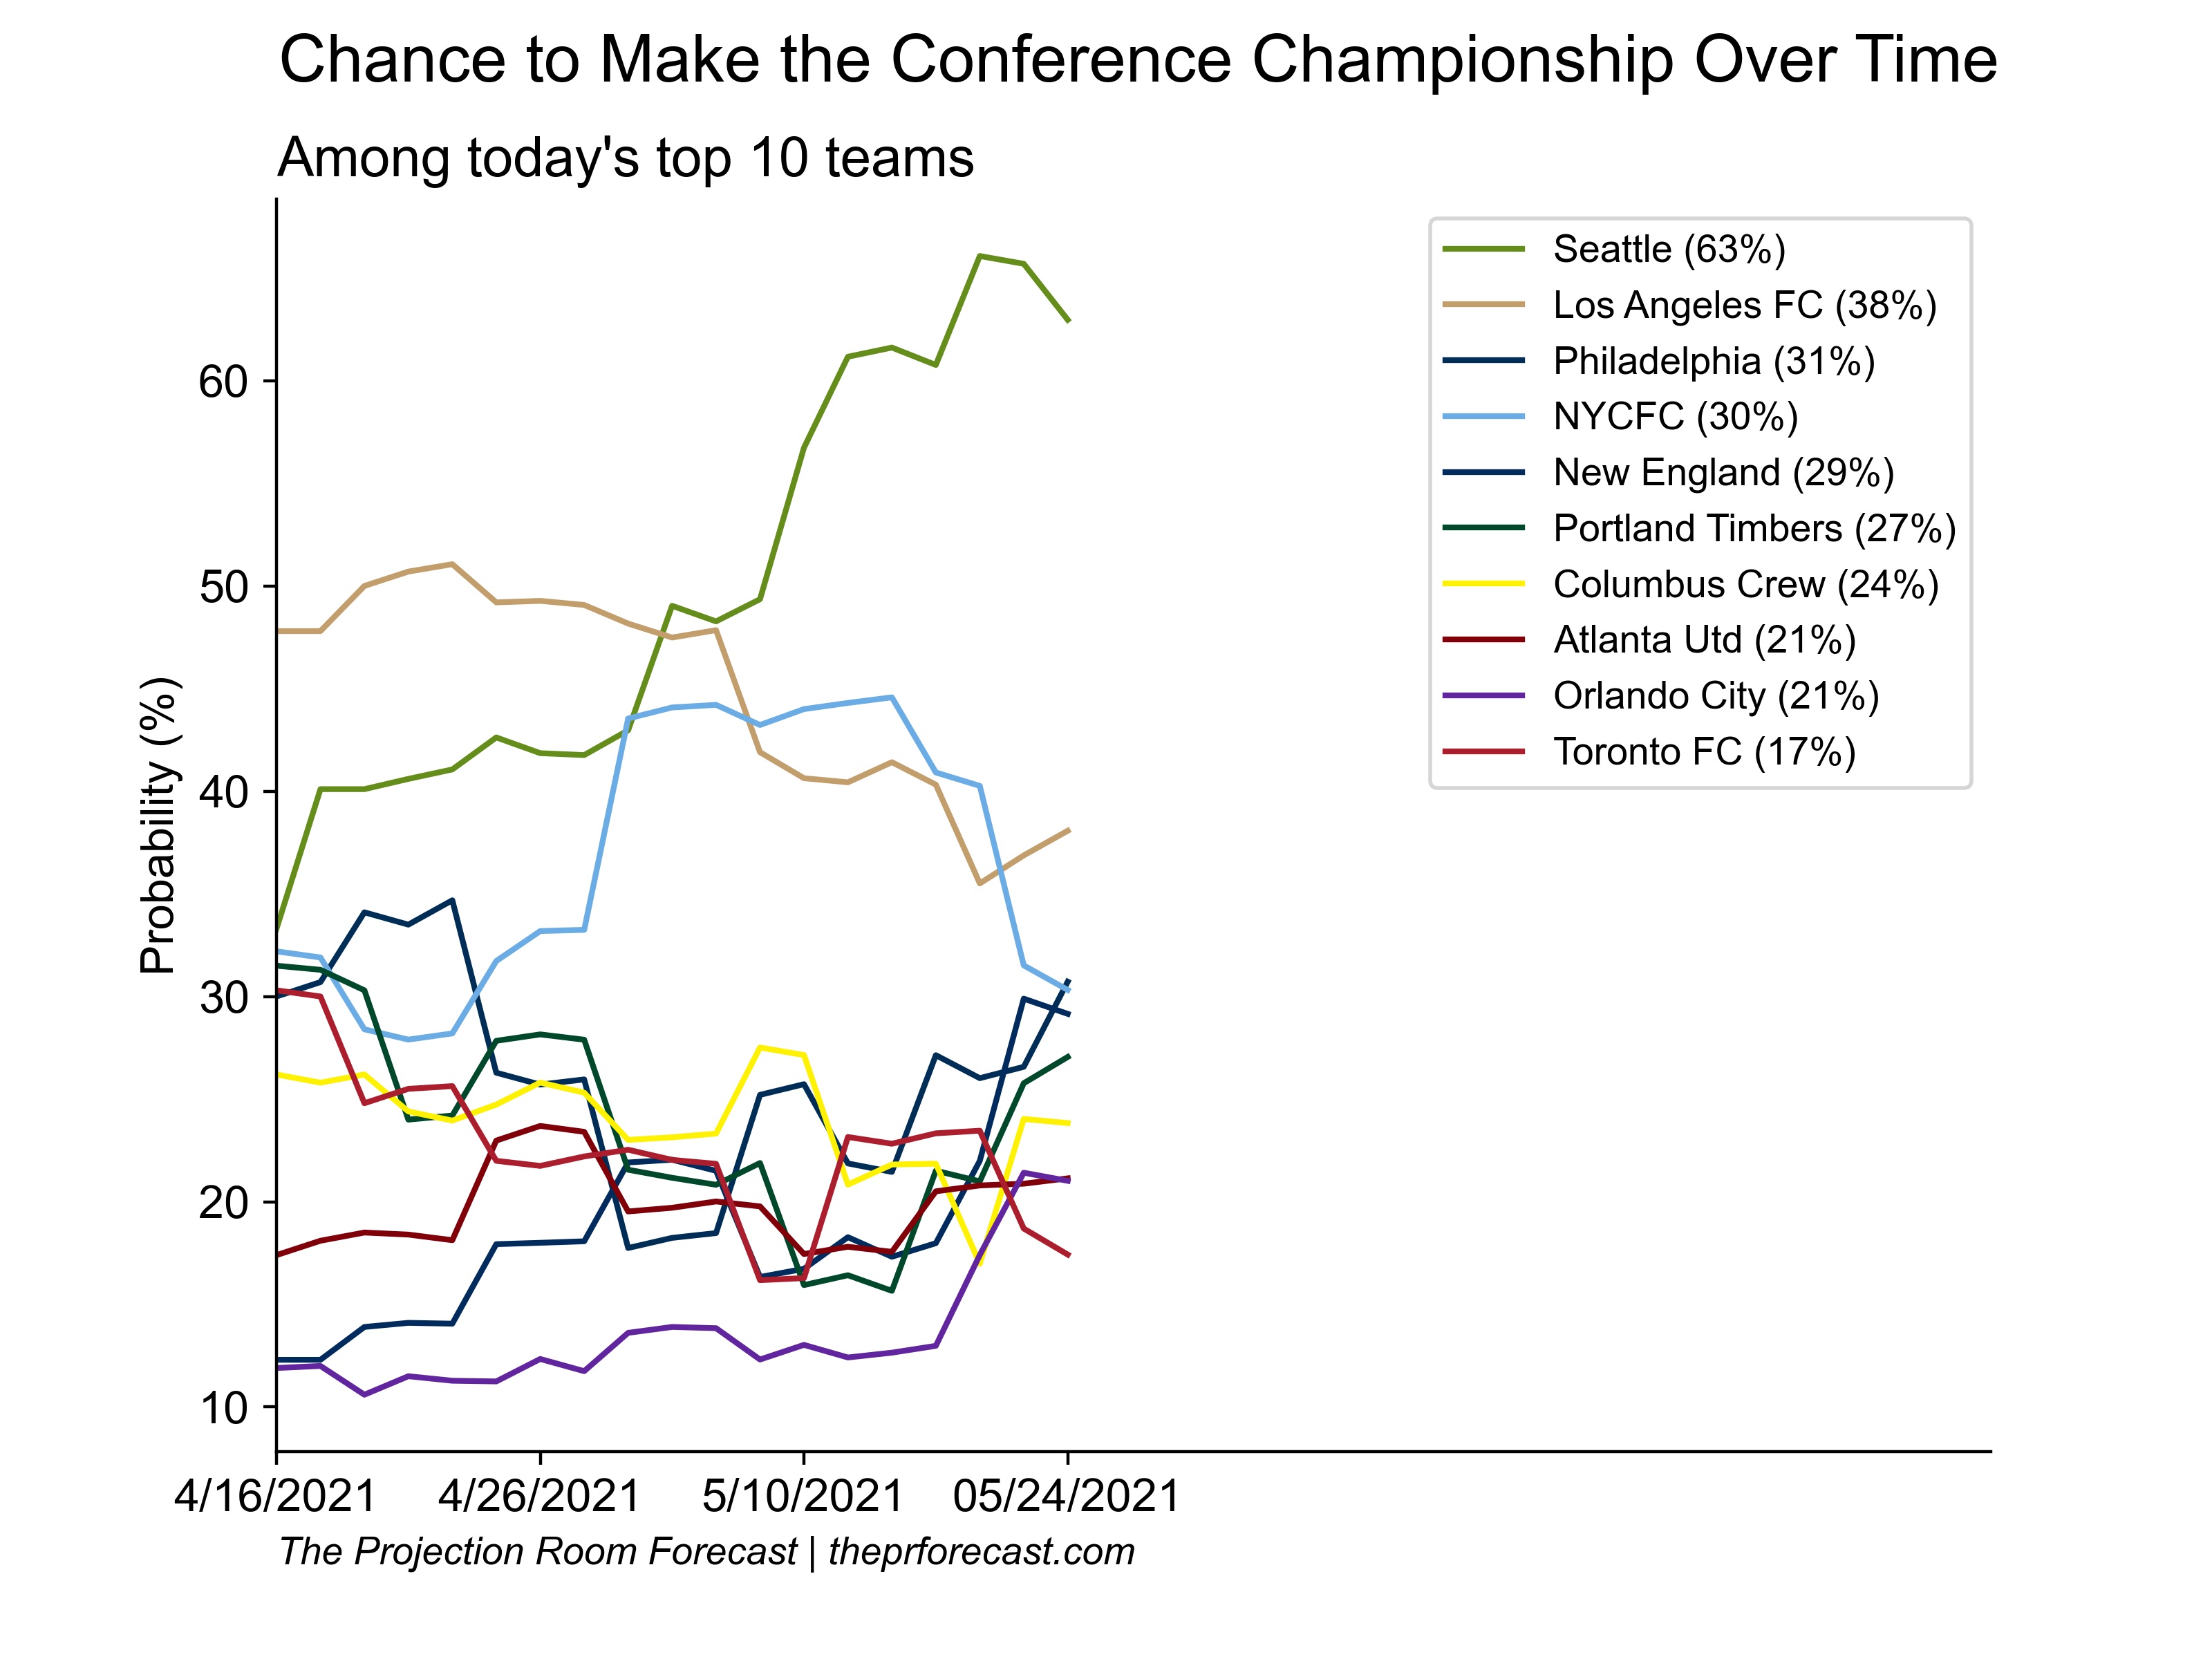 Chance to Make the Conference Championship Over Time
Among today's top 10 teams
Seattle (63%)
Los Angeles FC (38%)
Philadelphia (31%)
NYCFC (30%)
New England (29%)
Portland Timbers (27%)
Columbus Crew (24%)
Atlanta Utd (21%)
Orlando City (21%)
Toronto FC (17%)
Probability (%)
60
50
40
30
20
10
4/16/2021 4/26/2021 5/10/2021 05/24/2021
The Projection Room Forecast | theprforecast.com